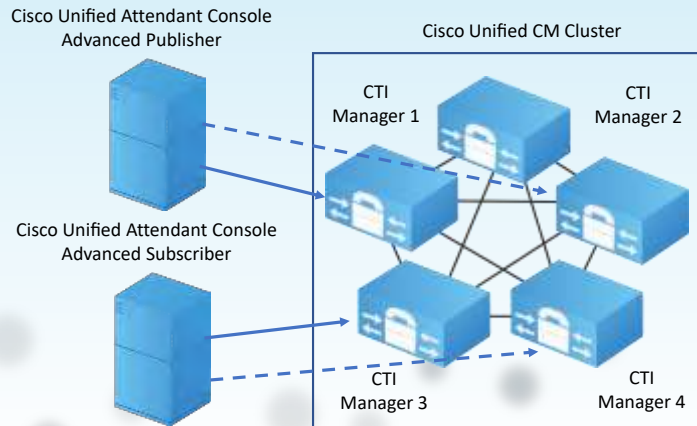 Cisco Unified Attendant Console
Advanced Publisher
Cisco Unified CM Cluster
CTI
Manager 1
CTI
Manager 2
Cisco Unified Attendant Console
Advanced Subscriber
CTI
Manager 3
CTI
Manager 4